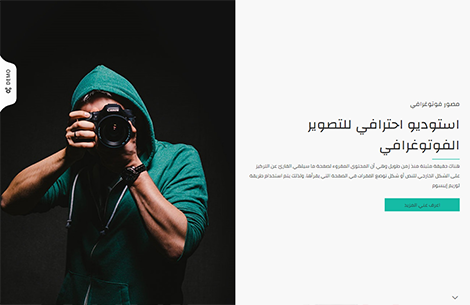 DEMO
مصور فوتوغرافي
استوديو احترافي للتصوير
الفوتوغرافي
هناك حقيقة مثبتة منذ زمن طويل وهي أن المحتوى المقروء لصفحة ما سيلهي القارئ عن التركيز
على الشكل الخارجي للنص أو شكل توضع الفقرات في الصفحة التي يقرأها. ولذلك يتم استخدام طريقة
لوريم إيبسوم
اعرف عني المزيد